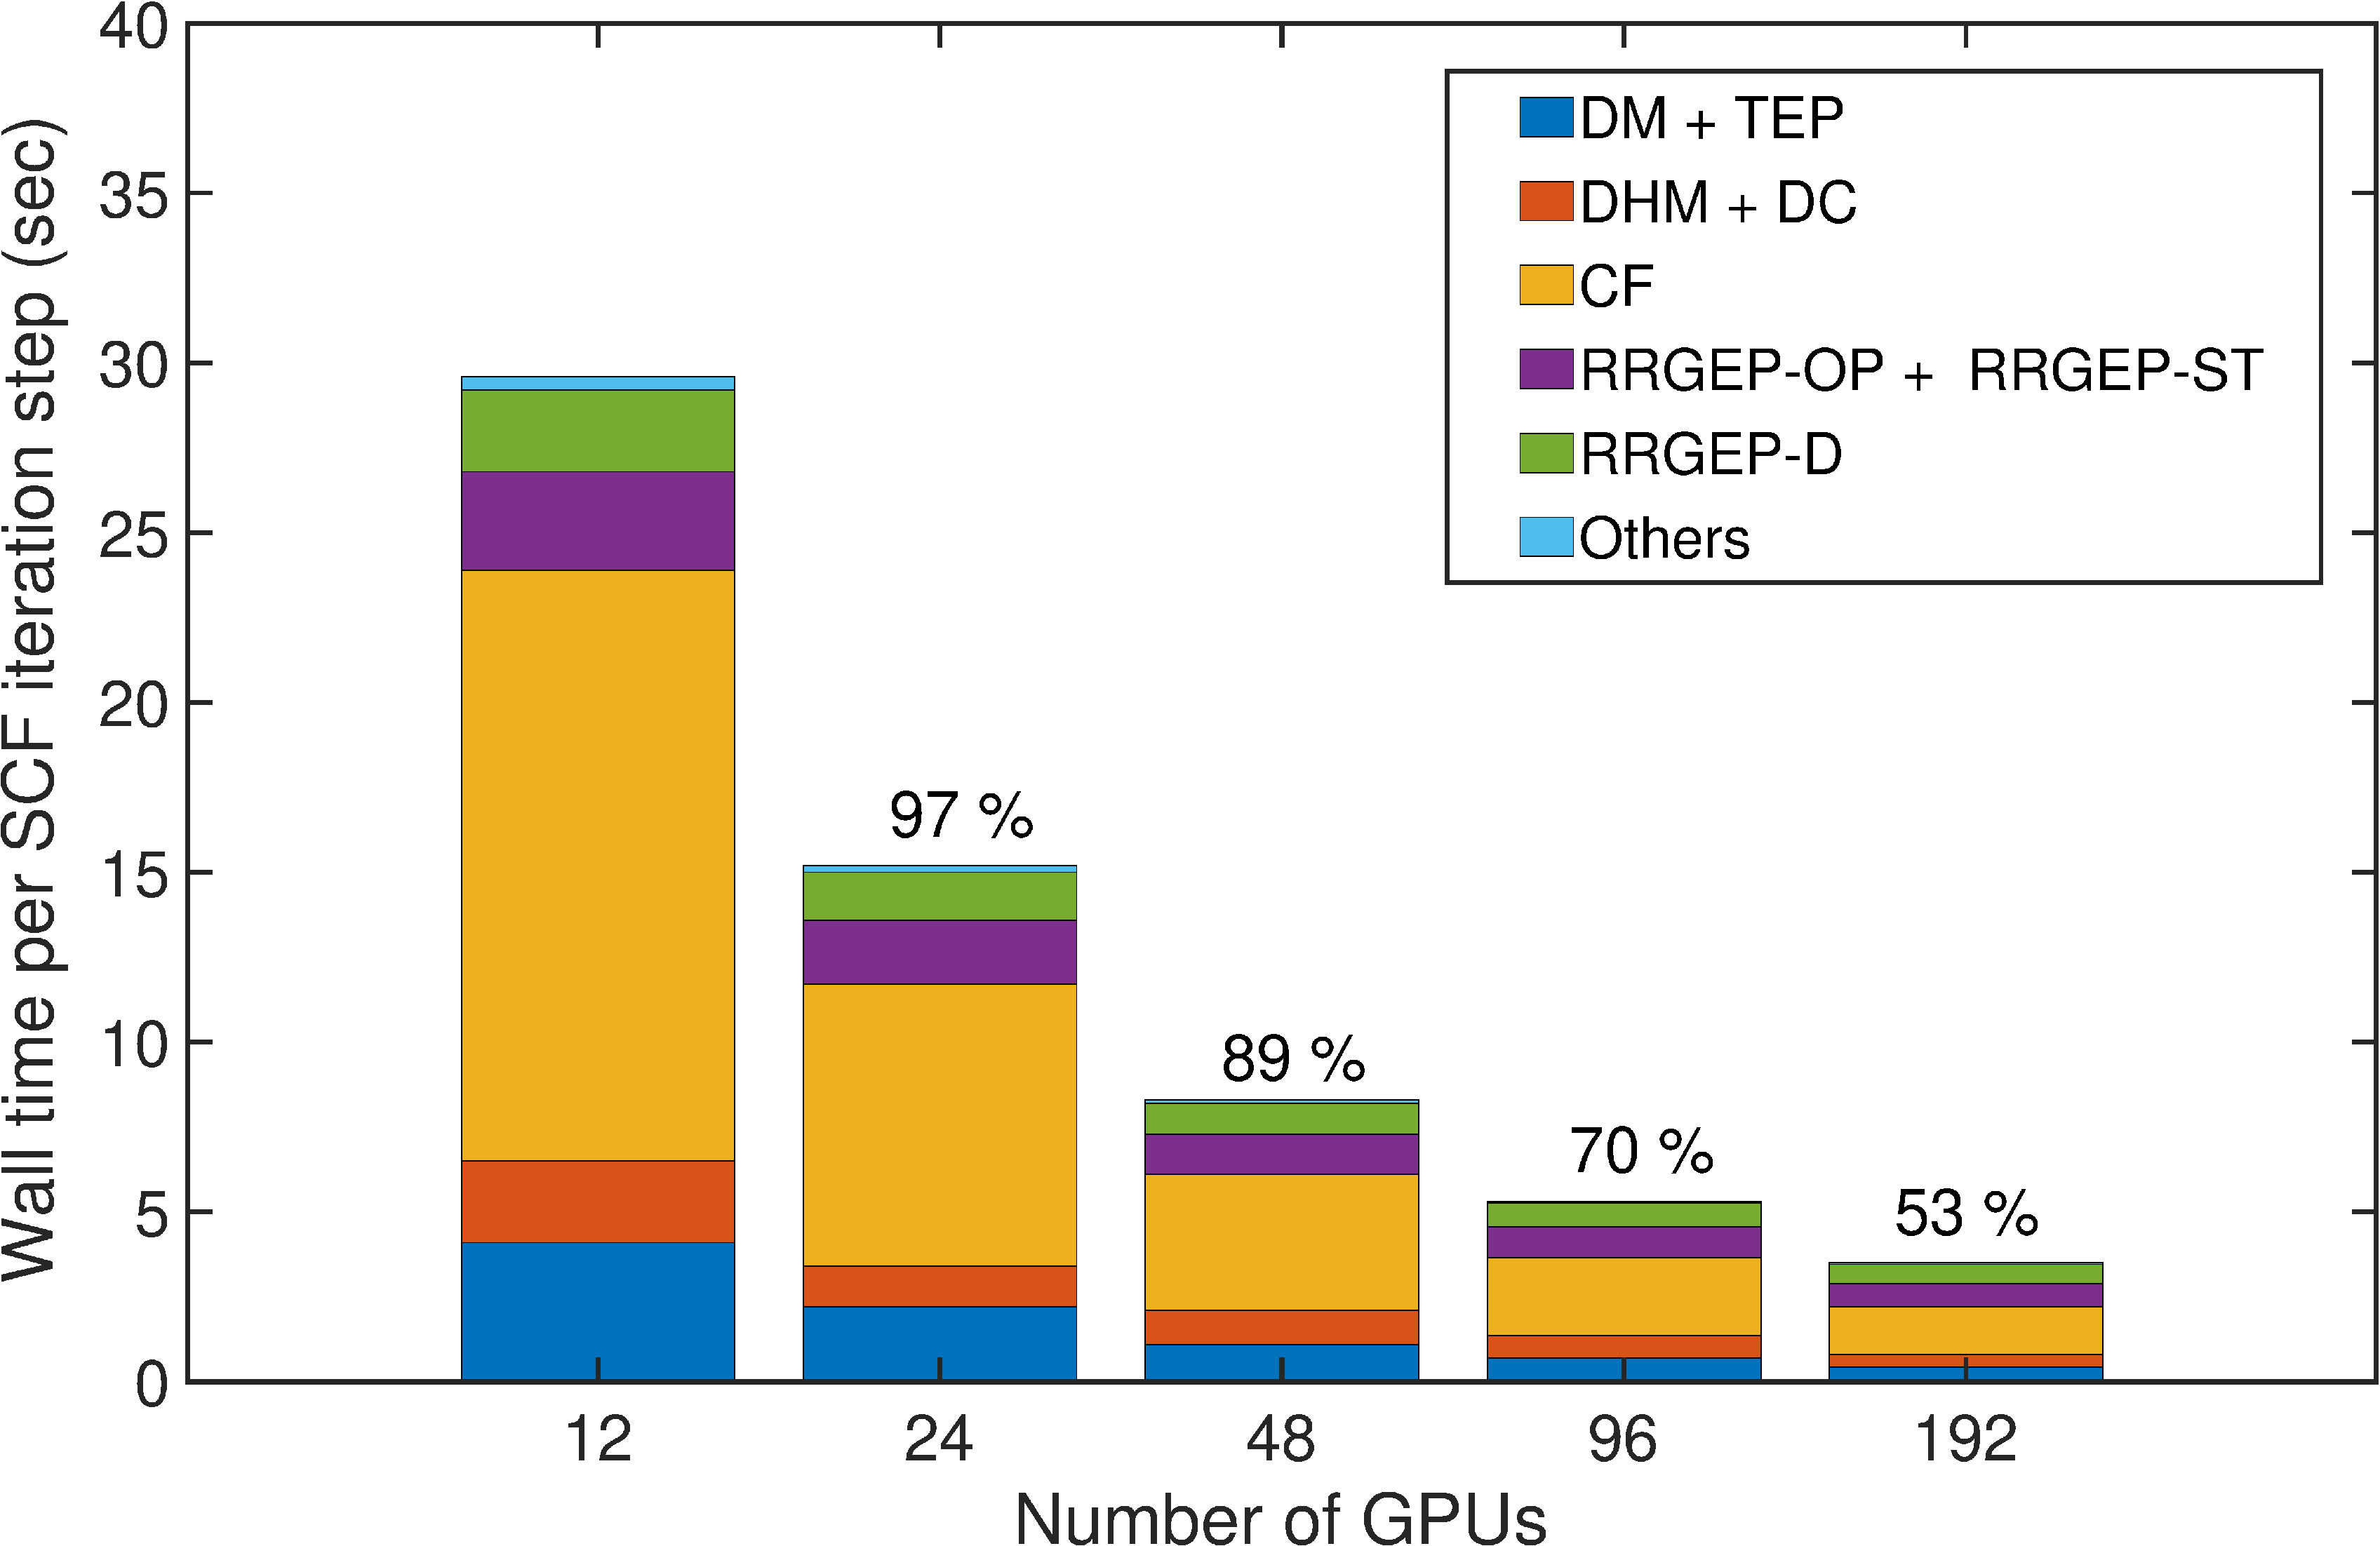 Wall time per SCF iteration step (sec)
40
35
30
25
20
15
10
5
0
DM + TEP
DHM + DC
CF
RRGEP-OP + RRGEP-ST
RRGEP-D
Others
97 %
89 %
70 %
53 %
12
24
48
96
192
Number of GPUs